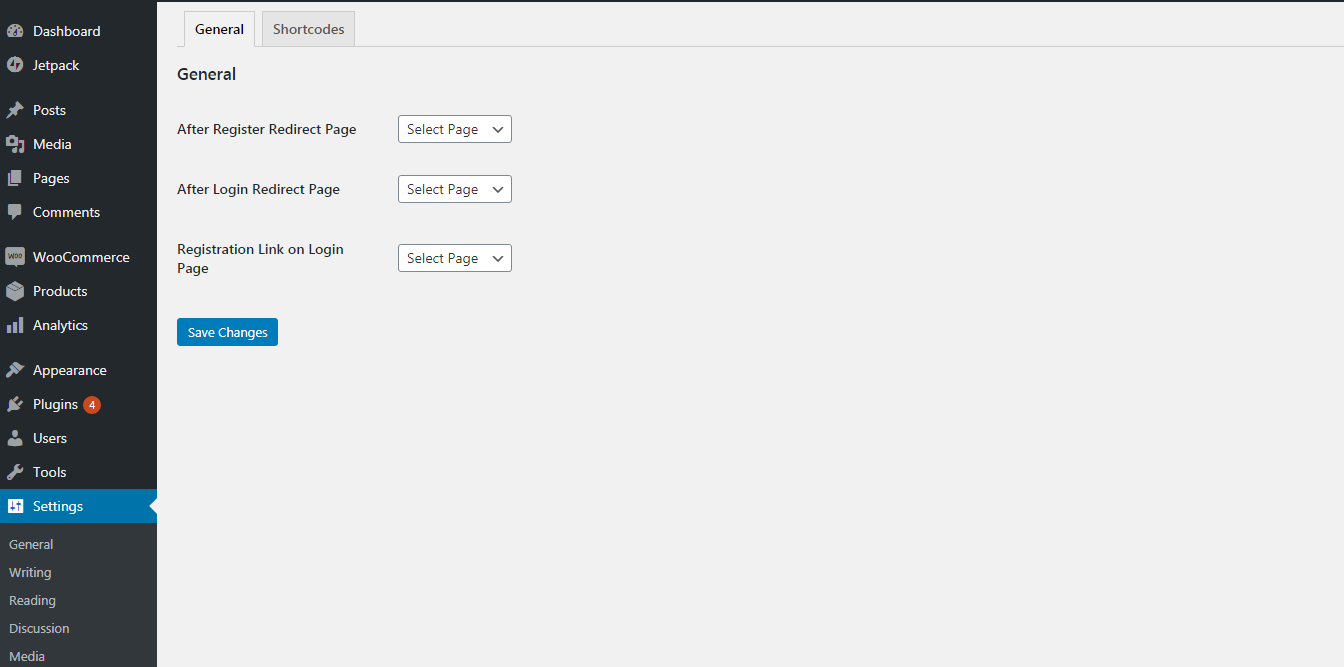 Dashboard
Jetpack
Posts
Media
Pages
Comments
WOO WooCommerce
Products
Analytics
Appearance
Plugins 4
Users
Tools
Settings
General
Writing
Reading
Discussion
Media
General Shortcodes
General
After Register Redirect Page Select Page
After Login Redirect Page Select Page
Registration Link on Login
Page
Select Page
Save Changes